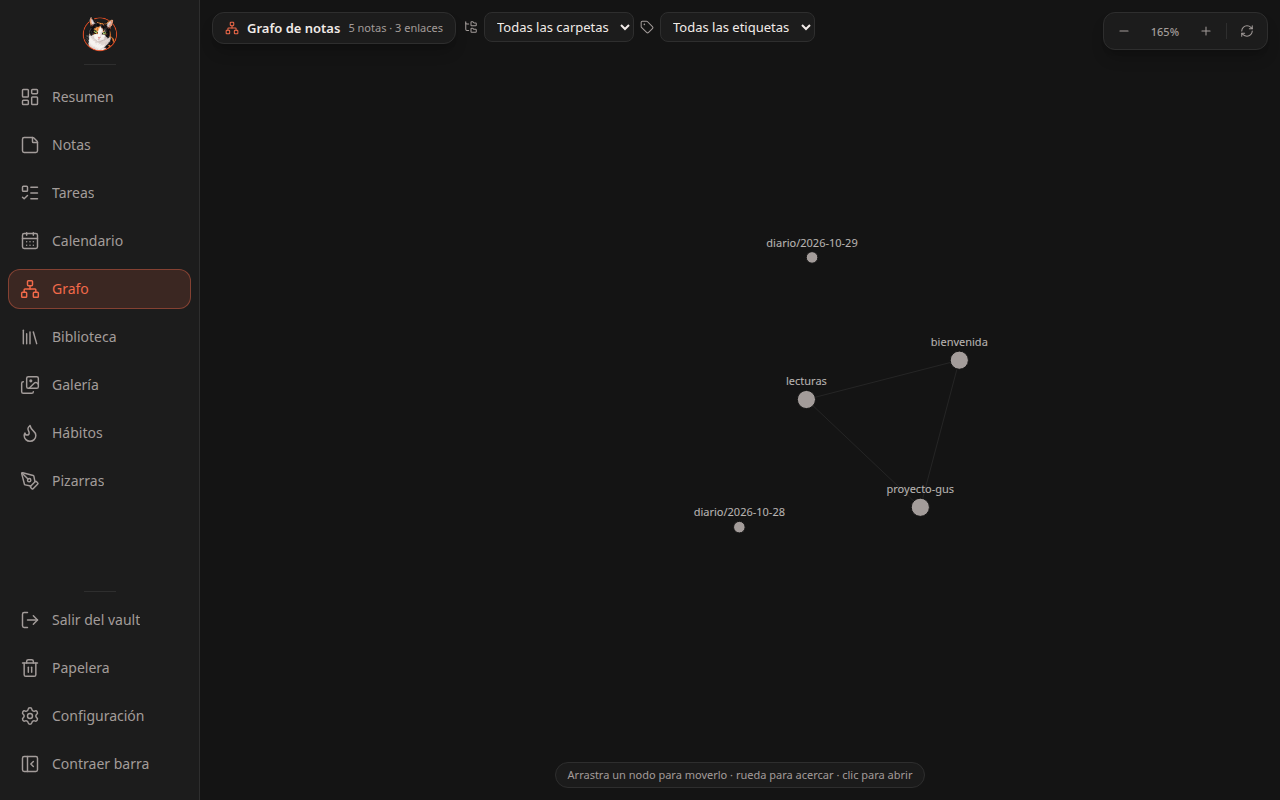 Resumen
Notas
Tareas
Calendario
Grafo
Biblioteca
Galería
Hábitos
Pizarras
Salir del vault
Papelera
Configuración
Contraer barra
Grafo de notas 5 notas · 3 enlaces
Todas las carpetas
Todas las etiquetas
165%
diario/2026-10-29
bienvenida
lecturas
proyecto-gus
diario/2026-10-28
Arrastra un nodo para moverlo · rueda para acercar · clic para abrir